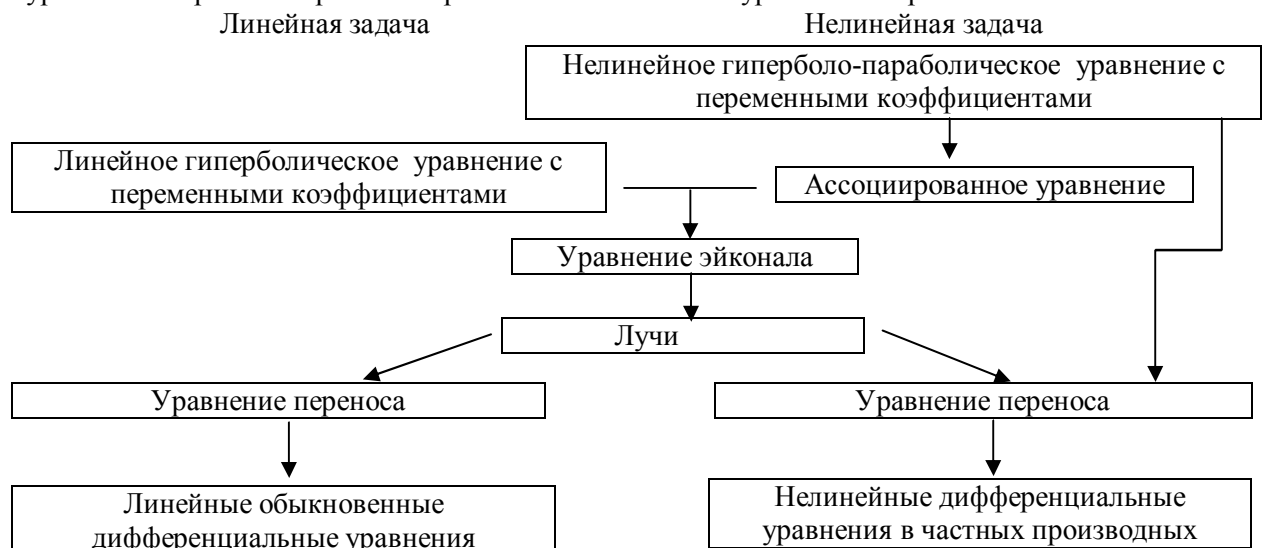 Линейная задача
Нелинейная задача
Нелинейное гиперболо-параболическое уравнение с
переменными коэффициентами
Линейное гиперболическое уравнение с
переменными коэффициентами
Ассоциированное уравнение
Уравнение эйконала
Лучи
Уравнение переноса
Уравнение переноса
Линейные обыкновенные
дифференциальные уравнения
Нелинейные дифференциальные
уравнения в частных производных